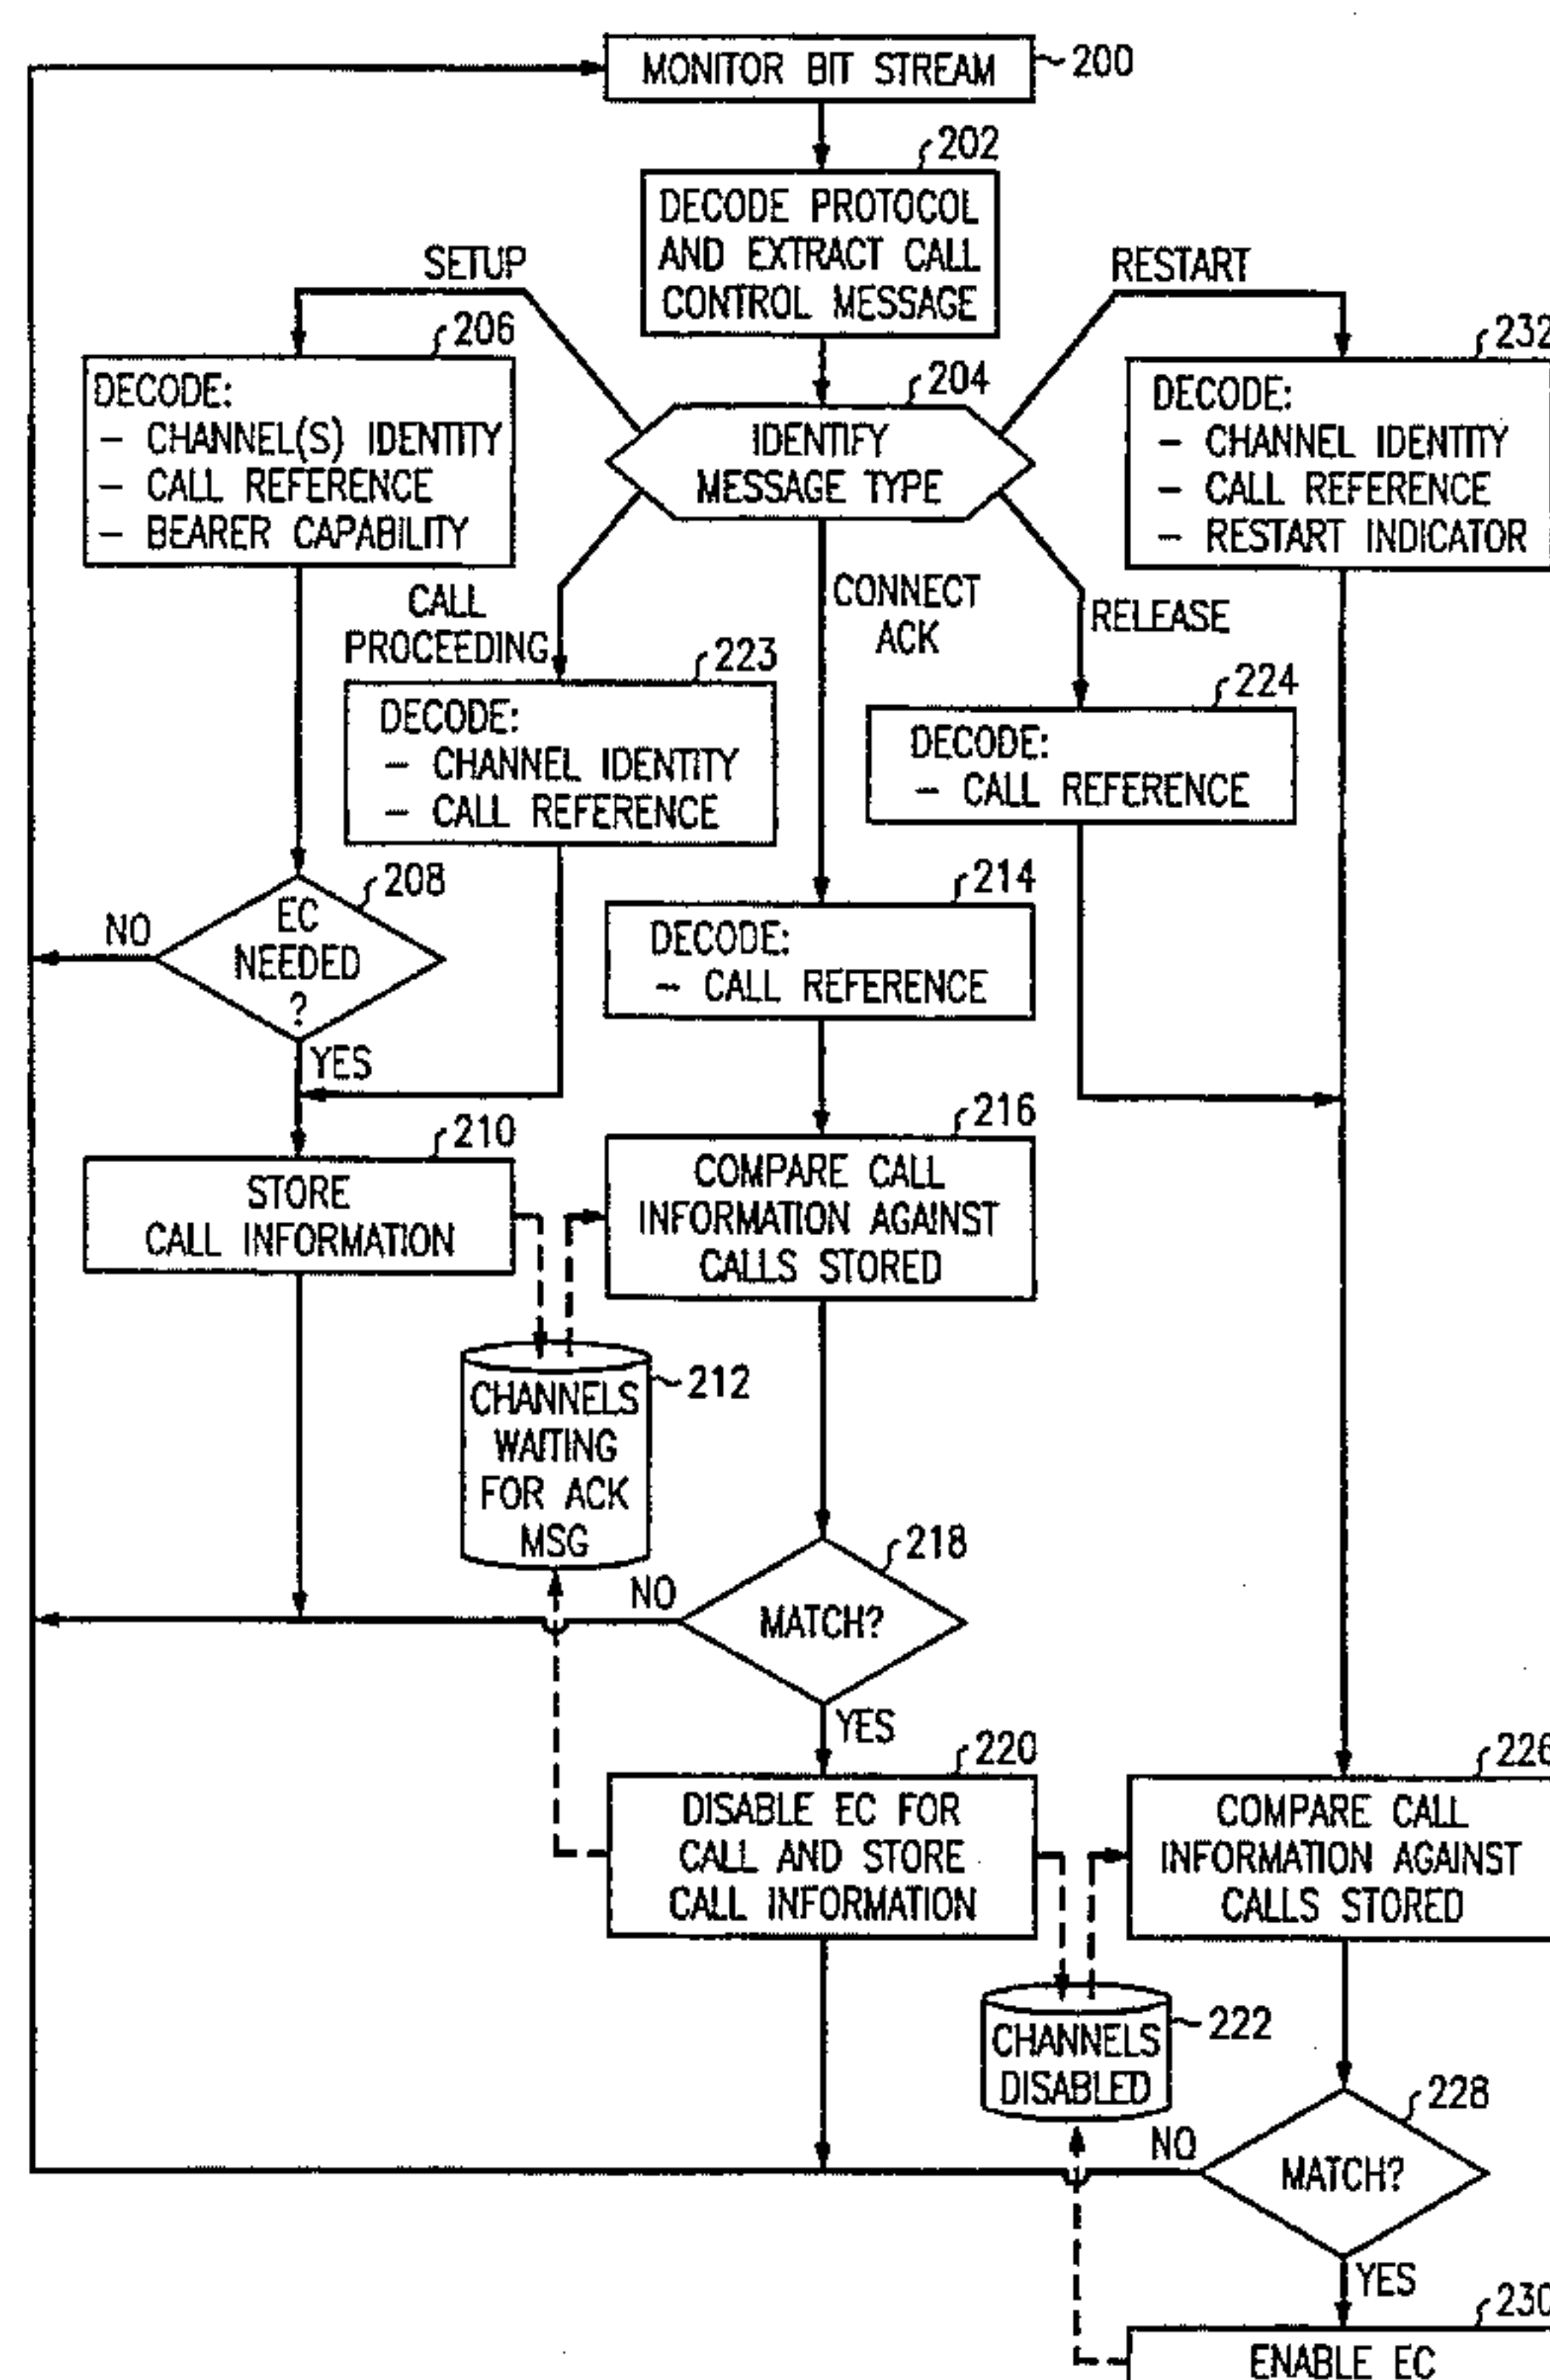 MONITOR BIT STREAM
200
202
DECODE PROTOCOL
AND EXTRACT CALL
CONTROL MESSAGE
SETUP
RESTART
206
DECODE:
- CHANNEL(S) IDENTITY
- CALL REFERENCE
- BEARER CAPABILITY
204
IDENTIFY
MESSAGE TYPE
232
DECODE:
- CHANNEL IDENTITY
- CALL REFERENCE
- RESTART INDICATOR
CALL
PROCEEDING
CONNECT
ACK
RELEASE
223
DECODE:
- CHANNEL IDENTITY
- CALL REFERENCE
224
DECODE:
- CALL REFERENCE
208
EC
NEEDED
?
NO
YES
214
DECODE:
- CALL REFERENCE
210
STORE
CALL INFORMATION
216
COMPARE CALL
INFORMATION AGAINST
CALLS STORED
212
CHANNELS
WAITING
FOR ACK
MSG
218
MATCH?
NO
YES
220
DISABLE EC FOR
CALL AND STORE
CALL INFORMATION
226
COMPARE CALL
INFORMATION AGAINST
CALLS STORED
222
CHANNELS
DISABLED
228
MATCH?
NO
YES
230
ENABLE EC